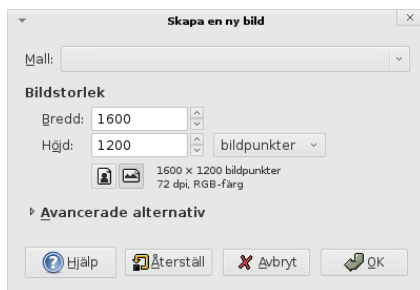 Skapa en ny bild
Mall:
Bildstorlek
Bredd: 1600
Höjd: 1200 bildpunkter
1600 × 1200 bildpunkter
72 dpi, RGB-färg
Avancerade alternativ
Hjälp Återställ Avbryt OK